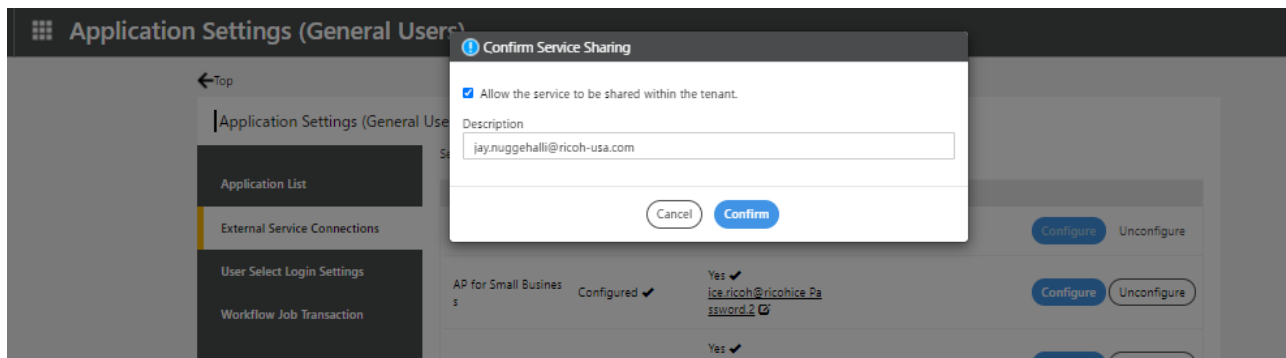 Application Settings (General Users)
Confirm Service Sharing
Top
Allow the service to be shared within the tenant.
Application Settings (General Use
Description
Se
jay.nuggehalli@ricoh-usa.com
Application List
Cancel
Confirm
External Service Connections
Configure
Unconfigure
User Select Login Settings
AP for Small Busines
s
Configured
Yes
ice.ricoh@ricohice Pa
ssword.2
Configure
Unconfigure
Workflow Job Transaction
Yes